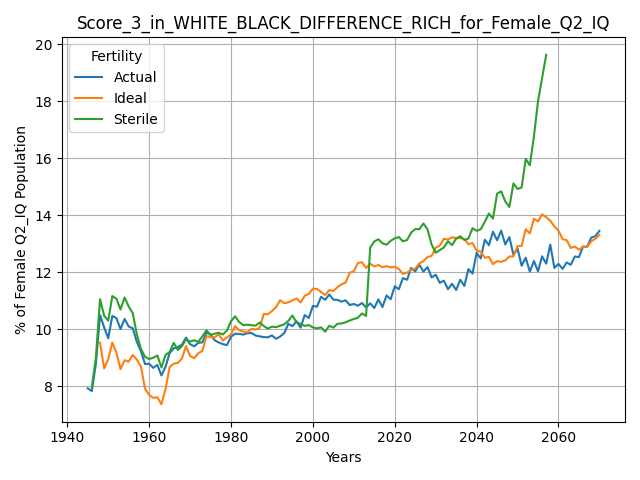 Score_3_in_WHITE_BLACK_DIFFERENCE_RICH_for_Female_Q2_IQ
% of Female Q2_IQ Population
20
18
16
14
12
10
8
Fertility
Actual
Ideal
Sterile
1940 1960 1980 2000 2020 2040 2060
Years